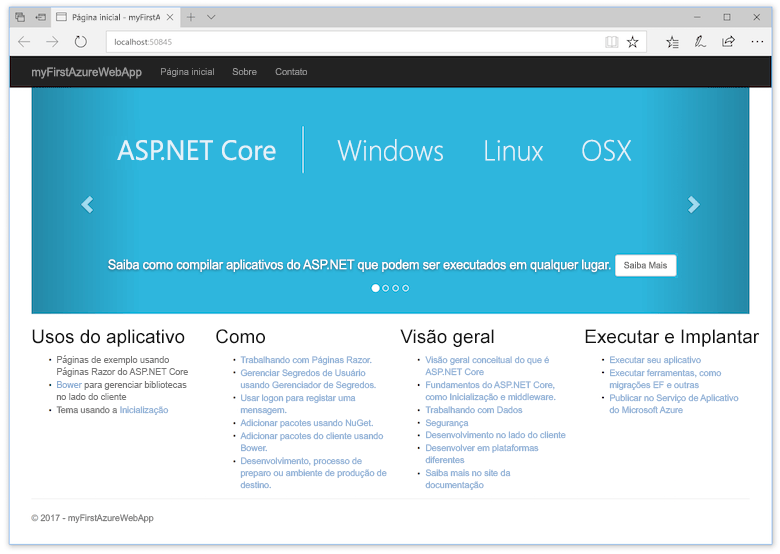 Página inicial - myFirstA
localhost:50845
myFirstAzureWebApp Página inicial Sobre Contato
ASP.NET Core Windows Linux OSX
Saiba como compilar aplicativos do ASP.NET que podem ser executados em qualquer lugar. Saiba Mais
Usos do aplicativo
Páginas de exemplo usando
Páginas Razor do ASP.NET Core
Bower para gerenciar bibliotecas
no lado do cliente
Tema usando a Inicialização
Como
Trabalhando com Páginas Razor.
Gerenciar Segredos de Usuário
usando Gerenciador de Segredos.
Usar logon para registar uma
mensagem.
Adicionar pacotes usando NuGet.
Adicionar pacotes do cliente usando
Bower.
Desenvolvimento, processo de
preparo ou ambiente de produção de
destino.
Visão geral
Visão geral conceitual do que é
ASP.NET Core
Fundamentos do ASP.NET Core,
como Inicialização e middleware.
Trabalhando com Dados
Segurança
Desenvolvimento no lado do cliente
Desenvolver em plataformas
diferentes
Saiba mais no site da
documentação
Executar e Implantar
Executar seu aplicativo
Executar ferramentas, como
migrações EF e outras
Publicar no Serviço de Aplicativo
do Microsoft Azure
© 2017 - myFirstAzureWebApp